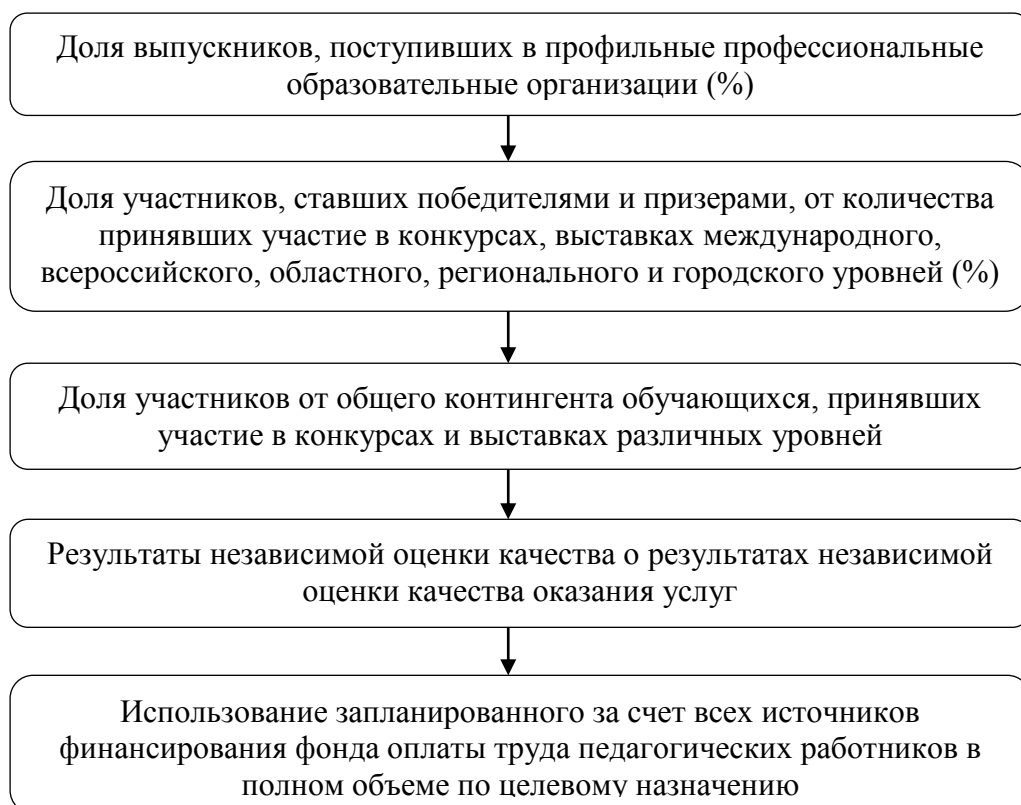 Доля выпускников, поступивших в профильные профессиональные
образовательные организации (%)
Доля участников, ставших победителями и призерами, от количества
принявших участие в конкурсах, выставках международного,
всероссийского, областного, регионального и городского уровней (%)
Доля участников от общего контингента обучающихся, принявших
участие в конкурсах и выставках различных уровней
Результаты независимой оценки качества о результатах независимой
оценки качества оказания услуг
Использование запланированного за счет всех источников
финансирования фонда оплаты труда педагогических работников в
полном объеме по целевому назначению